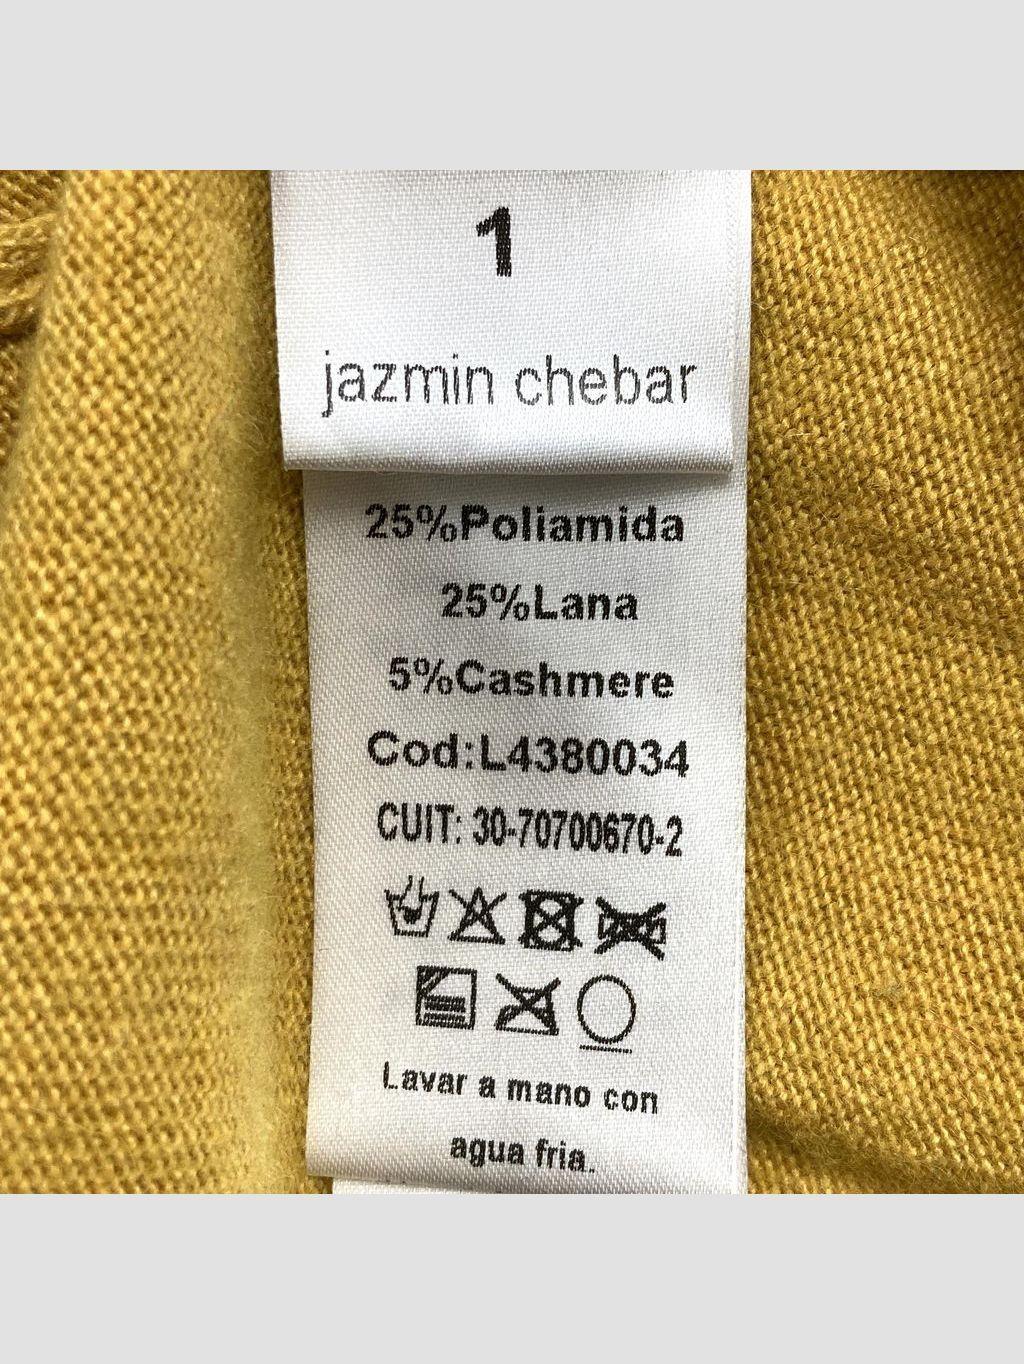 1
jazmin chebar
25%Poliamida
25%Lana
5%Cashmere
Cod:L4380034
CUIT: 30-70700670-2
Lavar a mano con
agua fria.